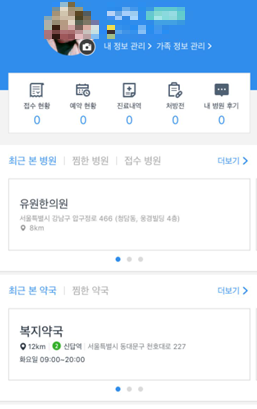 내 정보 관리 > 가족 정보 관리 >
접수 현황 예약 현황 진료내역 처방전 내 병원 후기
0 0 0 0 0
최근 본 병원 | 찜한 병원 | 접수 병원 더보기 >
유원한의원
서울특별시 강남구 압구정로 466 (청담동, 웅경빌딩 4층)
8km
최근 본 약국 | 찜한 약국 더보기 >
복지약국
12km 2 신답역 | 서울특별시 동대문구 천호대로 227
화요일 09:00~20:00